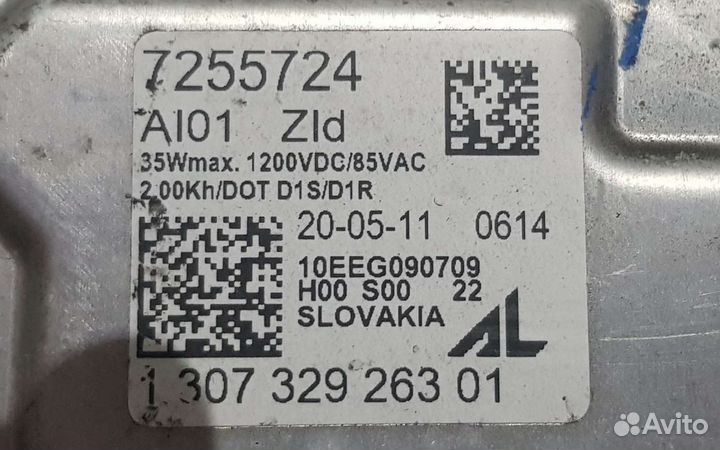 7255724
AI01 Zld
35Wmax. 1200VDC/85VAC
2.00Kh/DOT D1S/D1R
20-05-11 0614
10EEG090709
H00 S00 22
SLOVAKIA AL
1 307 329 263 01
Avito